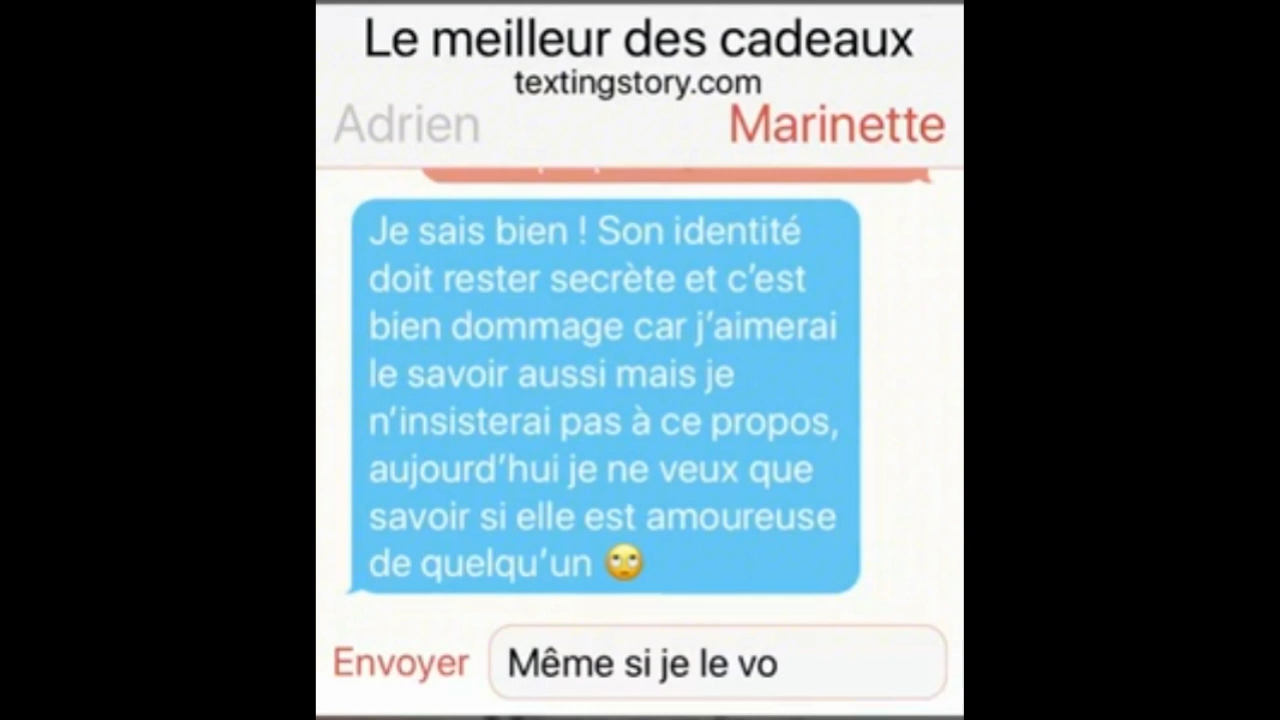 Le meilleur des cadeaux
textingstory.com
Adrien
Marinette
Je sais bien ! Son identité
doit rester secrète et c’est
bien dommage car j’aimerai
le savoir aussi mais je
n’insisterai pas à ce propos,
aujourd’hui je ne veux que
savoir si elle est amoureuse
de quelqu’un 🙄
Envoyer
Même si je le vo